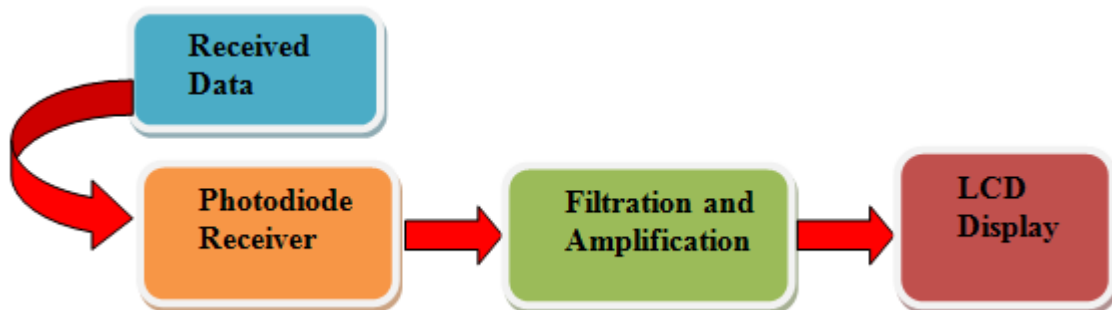 Received
Data
Photodiode
Receiver
Filtration and
Amplification
LCD
Display